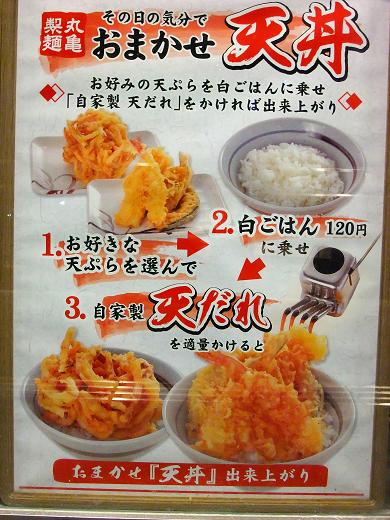 丸亀
製麺
その日の気分で
おまかせ 天丼
お好みの天ぷらを白ごはんに乗せ
「自家製 天だれ」をかければ出来上がり
1. お好きな
天ぷらを選んで
2. 白ごはん 120円
に乗せ
3. 自家製 天だれ
を適量かけると
おまかせ『天丼』出来上がり